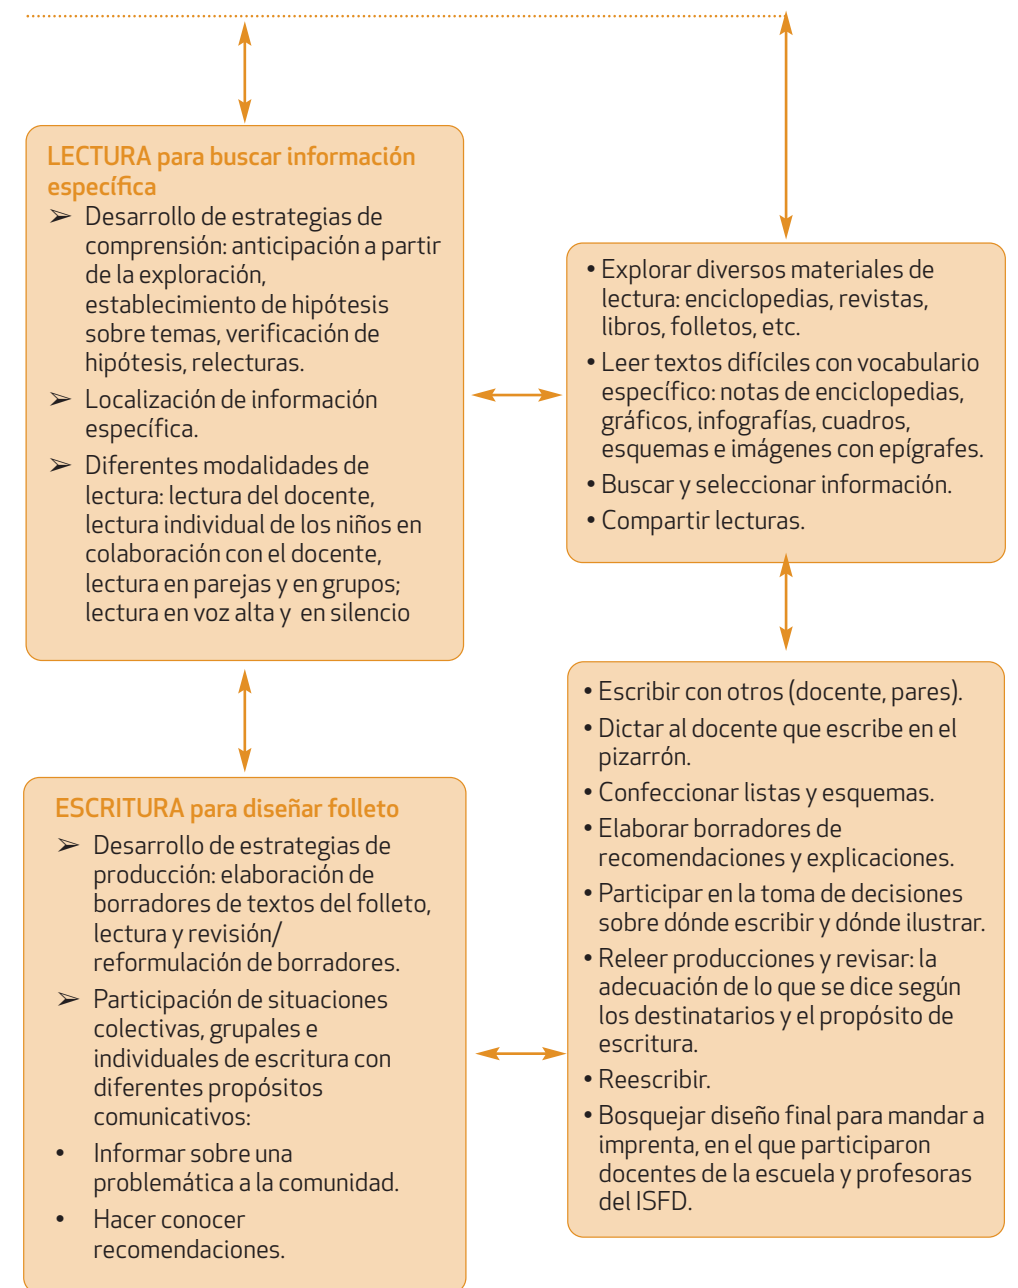 LECTURA para buscar información
específica
➢ Desarrollo de estrategias de
comprensión: anticipación a partir
de la exploración,
establecimiento de hipótesis
sobre temas, verificación de
hipótesis, relecturas.
➢ Localización de información
específica.
➢ Diferentes modalidades de
lectura: lectura del docente,
lectura individual de los niños en
colaboración con el docente,
lectura en parejas y en grupos;
lectura en voz alta y en silencio
• Explorar diversos materiales de
lectura: enciclopedias, revistas,
libros, folletos, etc.
• Leer textos difíciles con vocabulario
específico: notas de enciclopedias,
gráficos, infografías, cuadros,
esquemas e imágenes con epígrafes.
• Buscar y seleccionar información.
• Compartir lecturas.
ESCRITURA para diseñar folleto
➢ Desarrollo de estrategias de
producción: elaboración de
borradores de textos del folleto,
lectura y revisión/
reformulación de borradores.
➢ Participación de situaciones
colectivas, grupales e
individuales de escritura con
diferentes propósitos
comunicativos:
• Informar sobre una
problemática a la comunidad.
• Hacer conocer
recomendaciones.
• Escribir con otros (docente, pares).
• Dictar al docente que escribe en el
pizarrón.
• Confeccionar listas y esquemas.
• Elaborar borradores de
recomendaciones y explicaciones.
• Participar en la toma de decisiones
sobre dónde escribir y dónde ilustrar.
• Releer producciones y revisar: la
adecuación de lo que se dice según
los destinatarios y el propósito de
escritura.
• Reescribir.
• Bosquejar diseño final para mandar a
imprenta, en el que participaron
docentes de la escuela y profesoras
del ISFD.